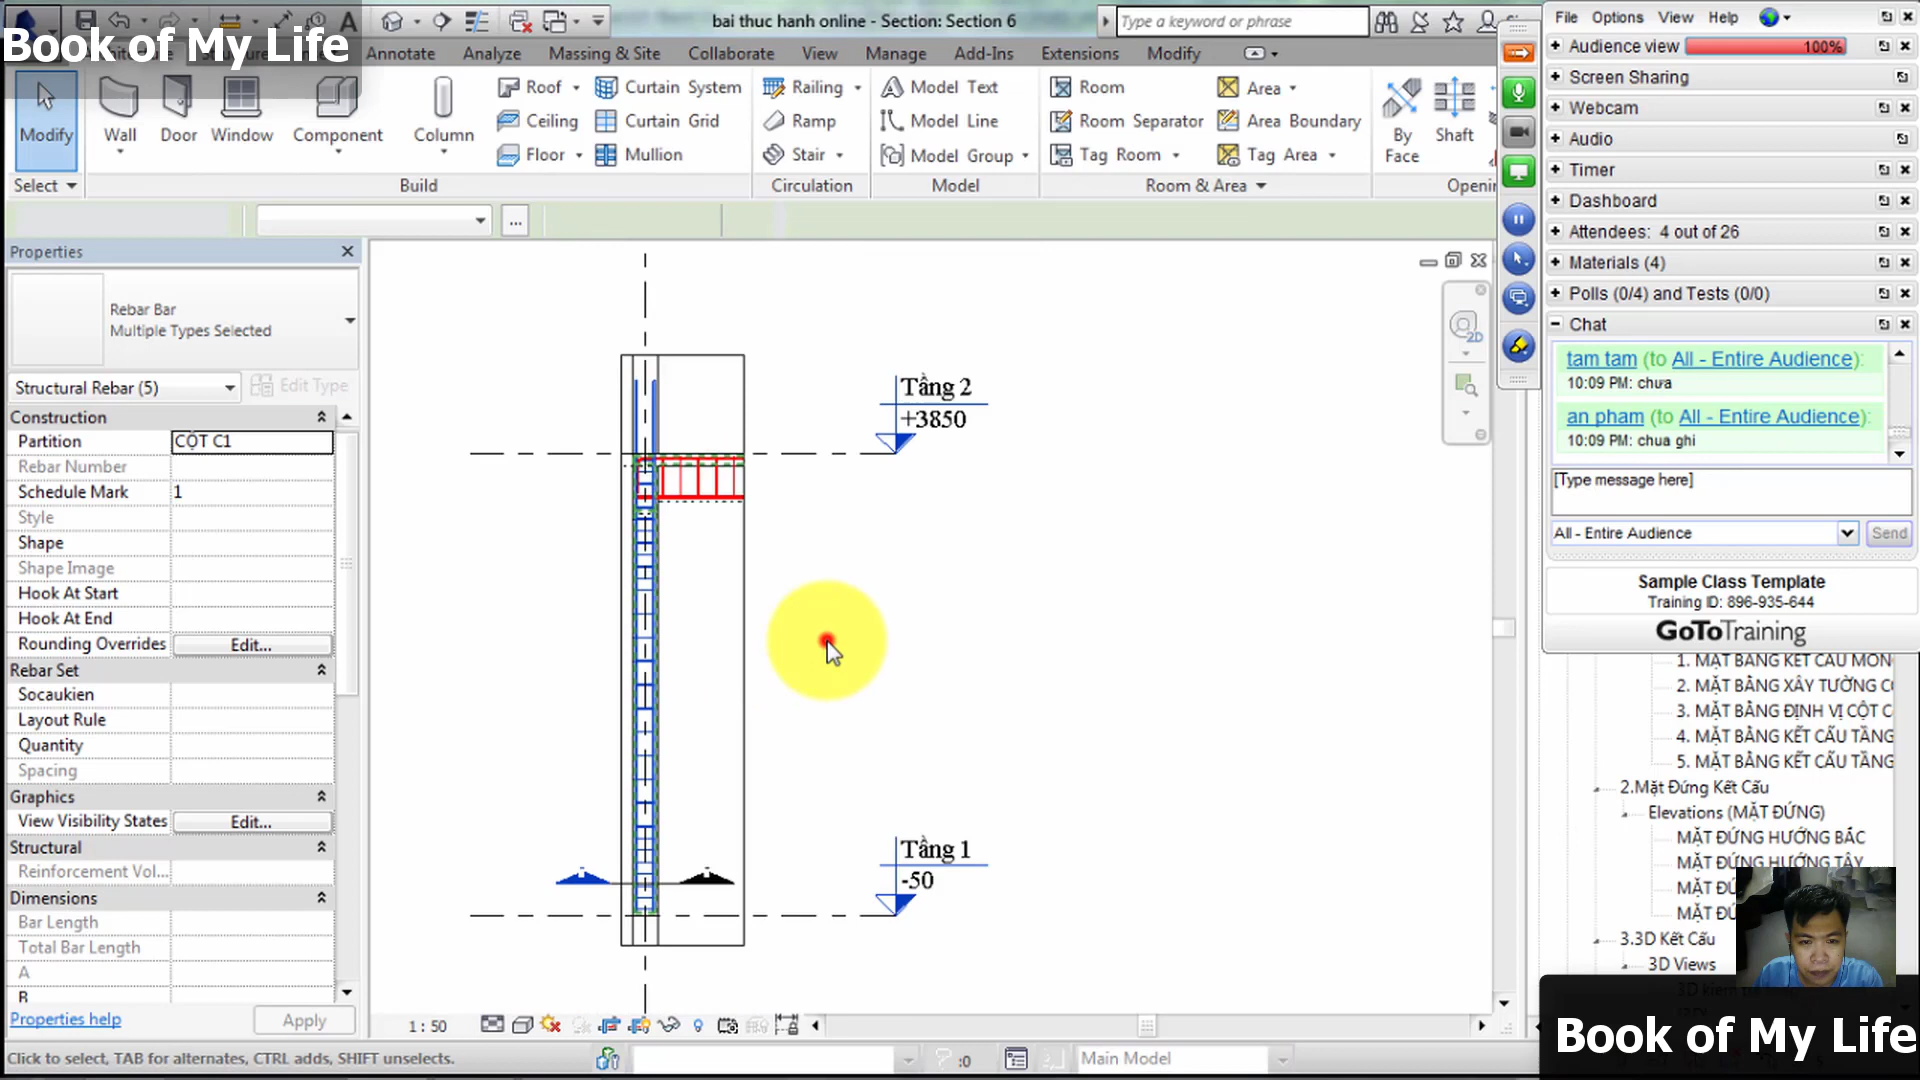 bai thuc hanh online - Section: Section 6
Type a keyword or phrase
Book of My Life
Annotate
Analyze
Massing & Site
Collaborate
View
Manage
Add-Ins
Extensions
Modify
Modify
Wall
Door
Window
Component
Column
Roof
Ceiling
Floor
Curtain System
Curtain Grid
Mullion
Railing
Ramp
Stair
Model Text
Model Line
Model Group
Room
Room Separator
Tag Room
Area
Area Boundary
Tag Area
By
Face
Shaft
Select
Build
Circulation
Model
Room & Area
Properties
Rebar Bar
Multiple Types Selected
Structural Rebar (5)
Edit Type
Construction
Partition
CỘT C1
Rebar Number
Schedule Mark
1
Style
Shape
Shape Image
Hook At Start
Hook At End
Rounding Overrides
Edit...
Rebar Set
Socaukien
Layout Rule
Quantity
Spacing
Graphics
View Visibility States
Edit...
Structural
Reinforcement Vol...
Dimensions
Bar Length
Total Bar Length
A
B
Properties help
Apply
Tầng 2
+3850
Tầng 1
-50
1 : 50
2D
Click to select, TAB for alternates, CTRL adds, SHIFT unselects.
:0
Main Model
File
Options
View
Help
Audience view
100%
Screen Sharing
Webcam
Audio
Timer
Dashboard
Attendees: 4 out of 26
Materials (4)
Polls (0/4) and Tests (0/0)
Chat
tam tam (to All - Entire Audience):
10:09 PM: chưa
an pham (to All - Entire Audience):
10:09 PM: chua ghi
[Type message here]
All - Entire Audience
Send
Sample Class Template
Training ID: 896-935-644
GoToTraining
1. MẶT BẰNG KẾT CẤU MÓN
2. MẶT BẰNG XÂY TƯỜNG
3. MẶT BẰNG ĐỊNH VỊ CỘT
4. MẶT BẰNG KẾT CẤU TẦNG
5. MẶT BẰNG KẾT CẤU TẦNG
2.Mặt Đứng Kết Cấu
Elevations (MẶT ĐỨNG)
MẶT ĐỨNG HƯỚNG BẮC
MẶT ĐỨNG HƯỚNG TÂY
3.3D Kết Cấu
3D Views
Book of My Life